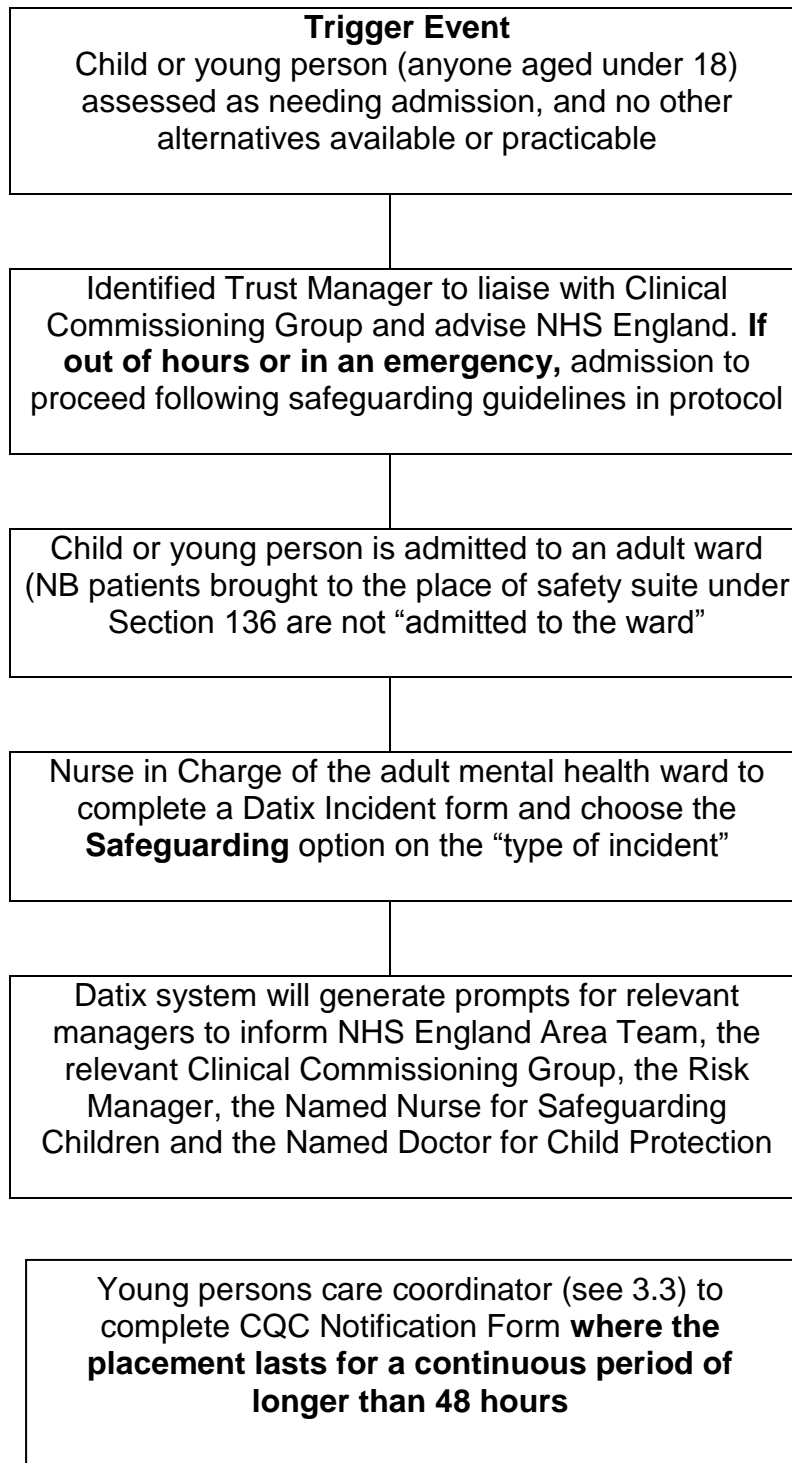 Trigger Event
Child or young person (anyone aged under 18)
assessed as needing admission, and no other
alternatives available or practicable
Identified Trust Manager to liaise with Clinical
Commissioning Group and advise NHS England. If
out of hours or in an emergency, admission to
proceed following safeguarding guidelines in protocol
Child or young person is admitted to an adult ward
(NB patients brought to the place of safety suite under
Section 136 are not “admitted to the ward”
Nurse in Charge of the adult mental health ward to
complete a Datix Incident form and choose the
Safeguarding option on the “type of incident”
Datix system will generate prompts for relevant
managers to inform NHS England Area Team, the
relevant Clinical Commissioning Group, the Risk
Manager, the Named Nurse for Safeguarding
Children and the Named Doctor for Child Protection
Young persons care coordinator (see 3.3) to
complete CQC Notification Form where the
placement lasts for a continuous period of
longer than 48 hours